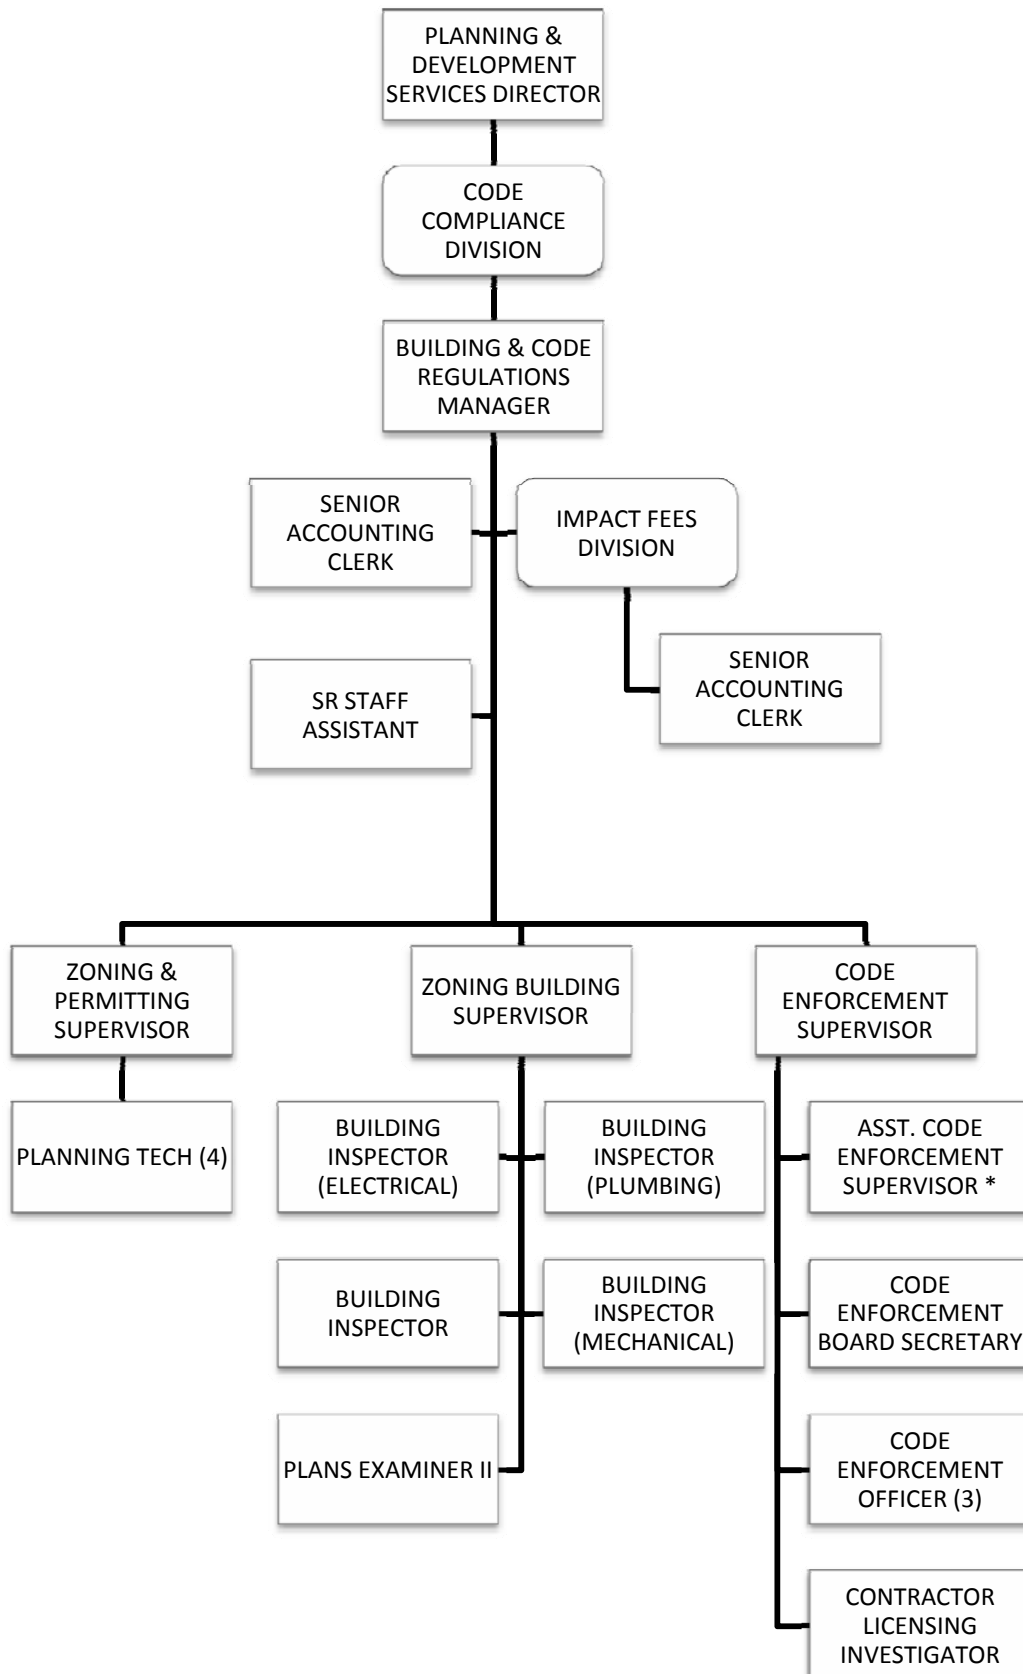 PLANNING &
DEVELOPMENT
SERVICES DIRECTOR
CODE
COMPLIANCE
DIVISION
BUILDING & CODE
REGULATIONS
MANAGER
SENIOR
ACCOUNTING
CLERK
IMPACT FEES
DIVISION
SENIOR
ACCOUNTING
CLERK
SR STAFF
ASSISTANT
ZONING &
PERMITTING
SUPERVISOR
ZONING BUILDING
SUPERVISOR
CODE
ENFORCEMENT
SUPERVISOR
PLANNING TECH (4)
BUILDING
INSPECTOR
(ELECTRICAL)
BUILDING
INSPECTOR
(PLUMBING)
ASST. CODE
ENFORCEMENT
SUPERVISOR *
BUILDING
INSPECTOR
BUILDING
INSPECTOR
(MECHANICAL)
CODE
ENFORCEMENT
BOARD SECRETARY
PLANS EXAMINER II
CODE
ENFORCEMENT
OFFICER (3)
CONTRACTOR
LICENSING
INVESTIGATOR